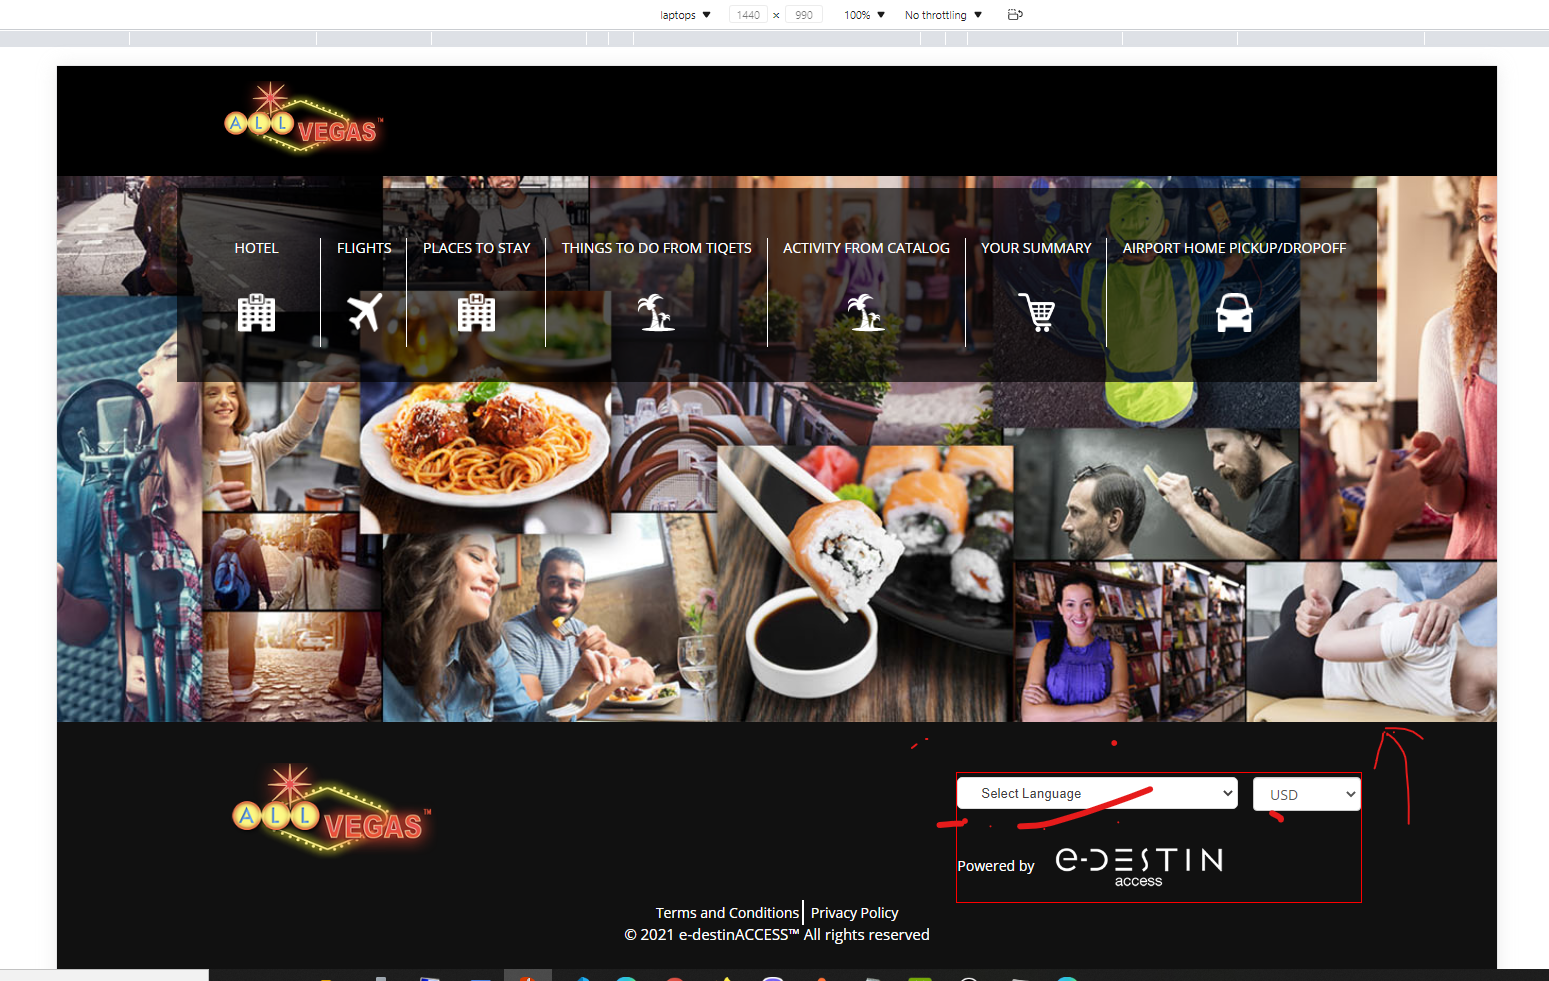 laptops 1440 x 990 100% No throttling
ALL VEGAS™
HOTEL FLIGHTS PLACES TO STAY THINGS TO DO FROM TIQETS ACTIVITY FROM CATALOG YOUR SUMMARY AIRPORT HOME PICKUP/DROPOFF
ALL VEGAS™
Select Language USD
Powered by e-DESTIN access
Terms and Conditions Privacy Policy
© 2021 e-destinACCESS™ All rights reserved